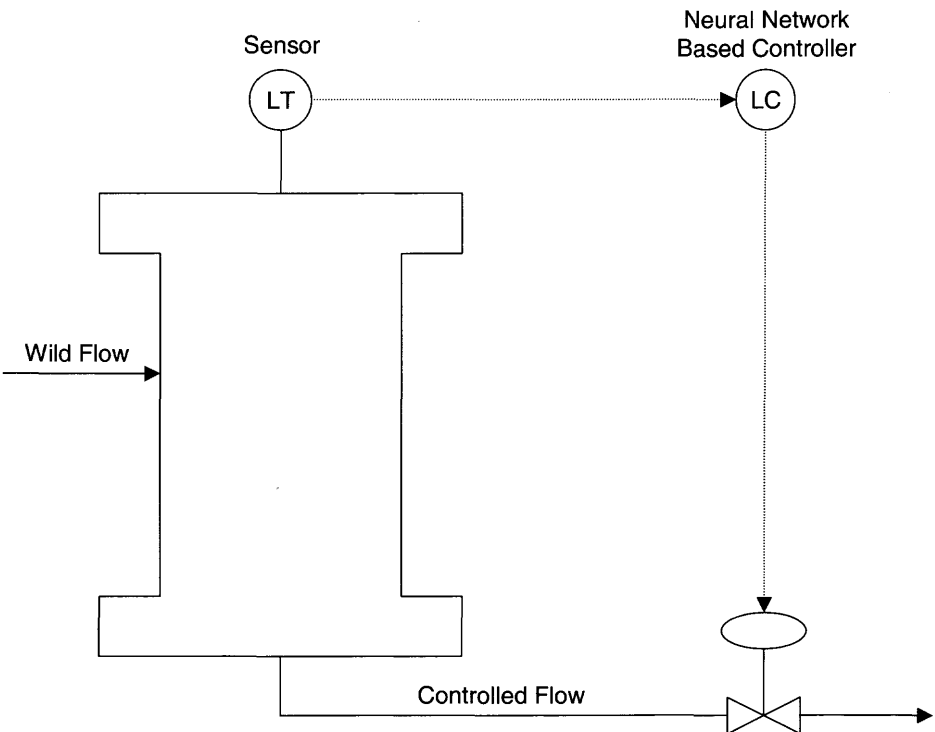 Neural Network
Based Controller
Sensor
LT
LC
Wild Flow
Controlled Flow